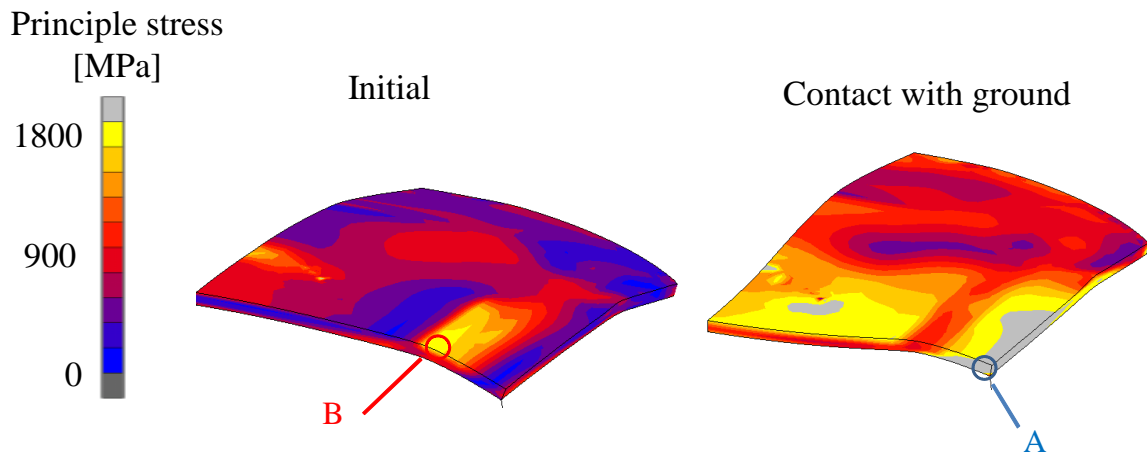 Principle stress
[MPa]
Initial
Contact with ground
1800
900
0
B
A